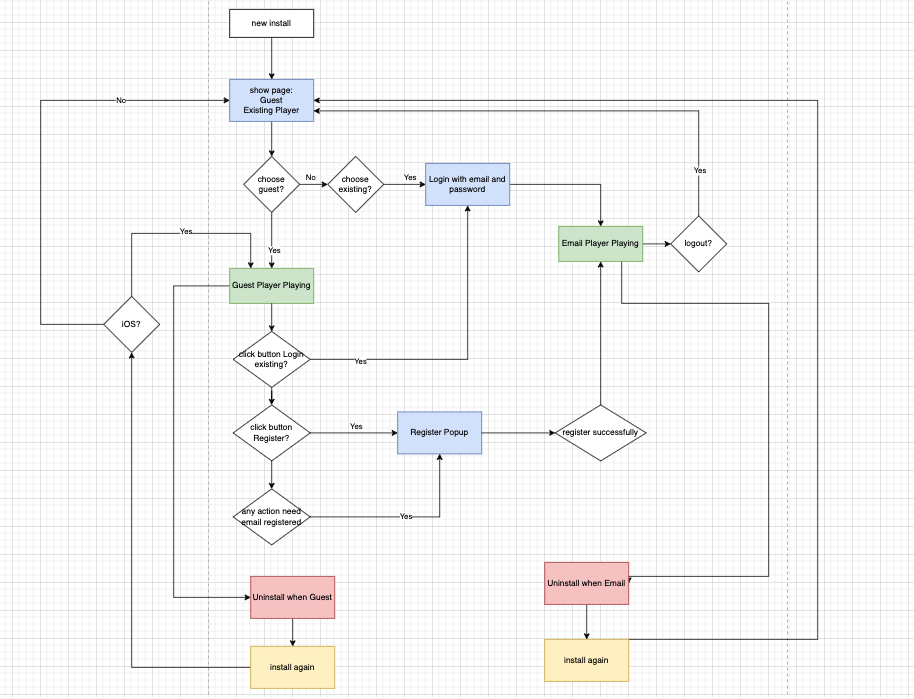 new install
show page:
Guest
Existing Player
No
choose
guest?
No
choose
existing?
Yes
Login with email and
password
Yes
Yes
Yes
Email Player Playing
logout?
Guest Player Playing
iOS?
click button Login
existing?
Yes
click button
Register?
Yes
Register Popup
register successfully
any action need
email registered
Yes
Uninstall when Guest
Uninstall when Email
install again
install again